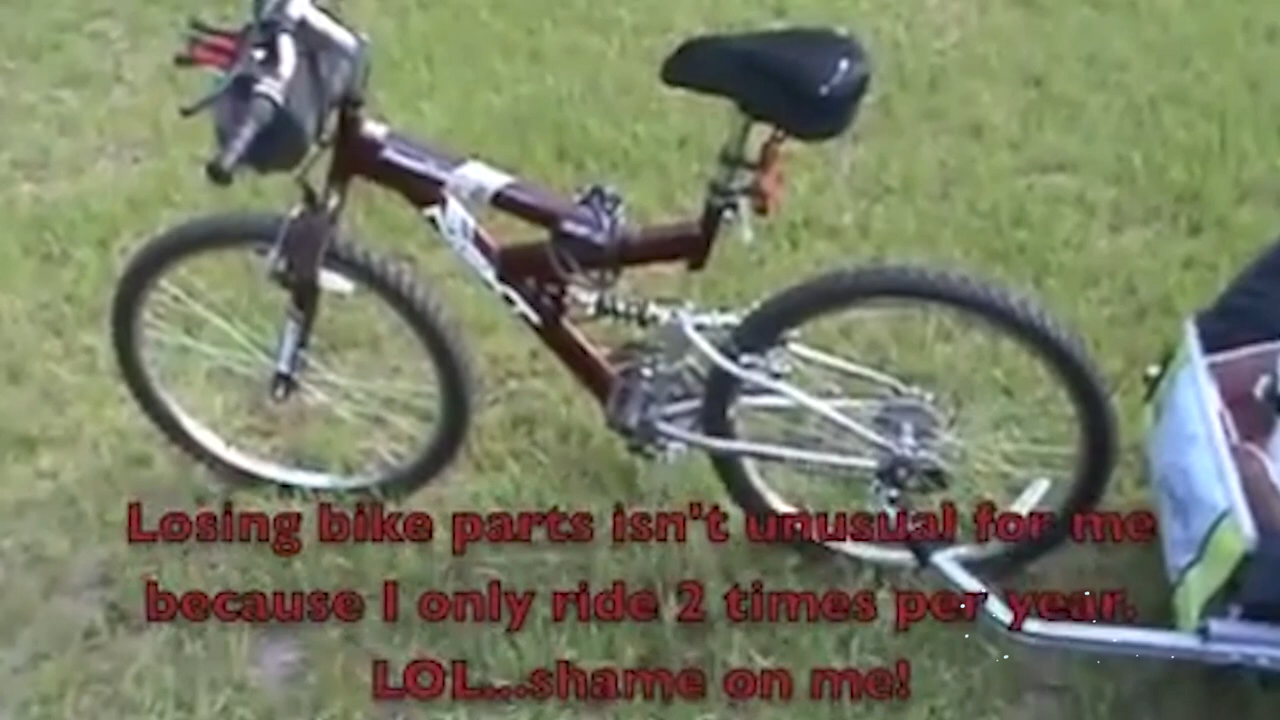 Losing bike parts isn't unusual for me
because I only ride 2 times per year.
LOL...shame on me!